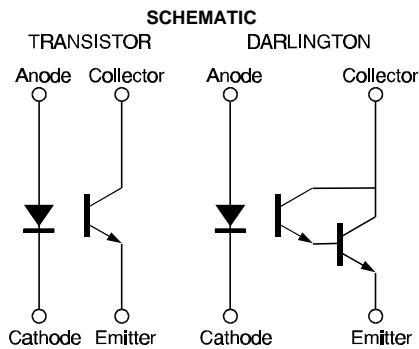 SCHEMATIC
TRANSISTOR DARLINGTON
Anode Collector Anode Collector
Cathode Emitter Cathode Emitter